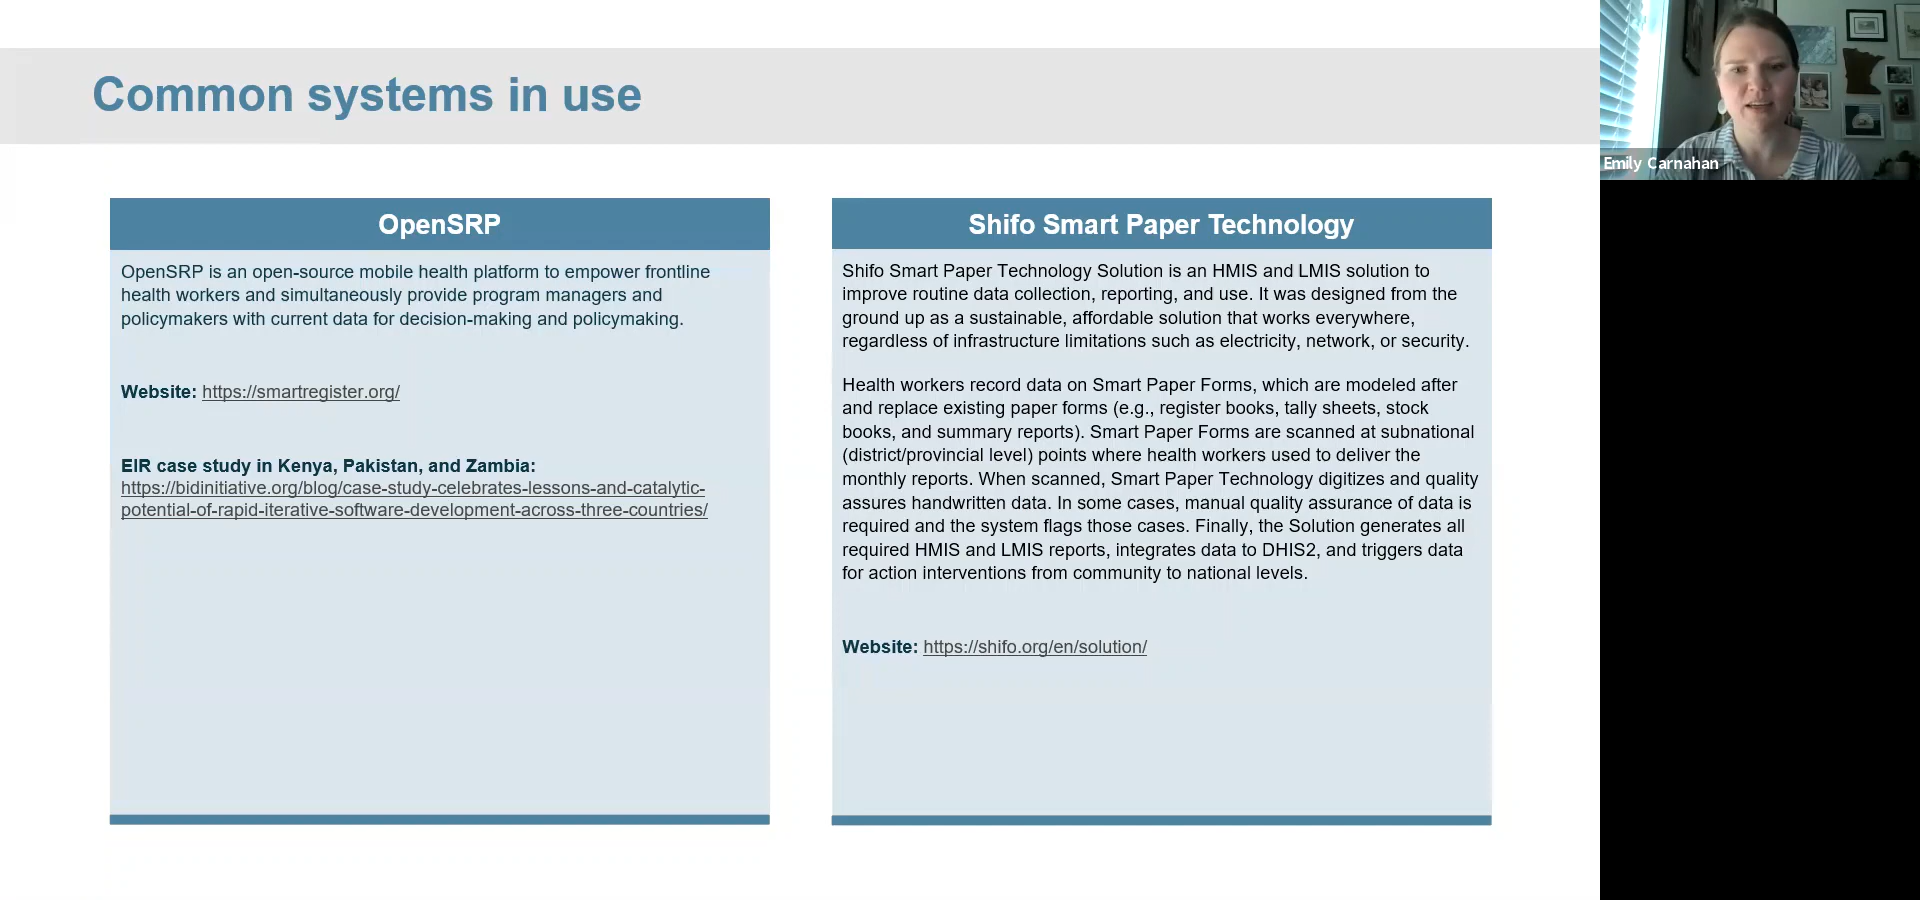 Common systems in use
OpenSRP
OpenSRP is an open-source mobile health platform to empower frontline
health workers and simultaneously provide program managers and
policymakers with current data for decision-making and policymaking.
Website: https://smartregister.org/
EIR case study in Kenya, Pakistan, and Zambia:
https://bidinitiative.org/blog/case-study-celebrates-lessons-and-catalytic-
potential-of-rapid-iterative-software-development-across-three-countries/
Shifo Smart Paper Technology
Shifo Smart Paper Technology Solution is an HMIS and LMIS solution to
improve routine data collection, reporting, and use. It was designed from the
ground up as a sustainable, affordable solution that works everywhere,
regardless of infrastructure limitations such as electricity, network, or security.
Health workers record data on Smart Paper Forms, which are modeled after
and replace existing paper forms (e.g., register books, tally sheets, stock
books, and summary reports). Smart Paper Forms are scanned at subnational
(district/provincial level) points where health workers used to deliver the
monthly reports. When scanned, Smart Paper Technology digitizes and quality
assures handwritten data. In some cases, manual quality assurance of data is
required and the system flags those cases. Finally, the Solution generates all
required HMIS and LMIS reports, integrates data to DHIS2, and triggers data
for action interventions from community to national levels.
Website: https://shifo.org/en/solution/
Emily Carnahan